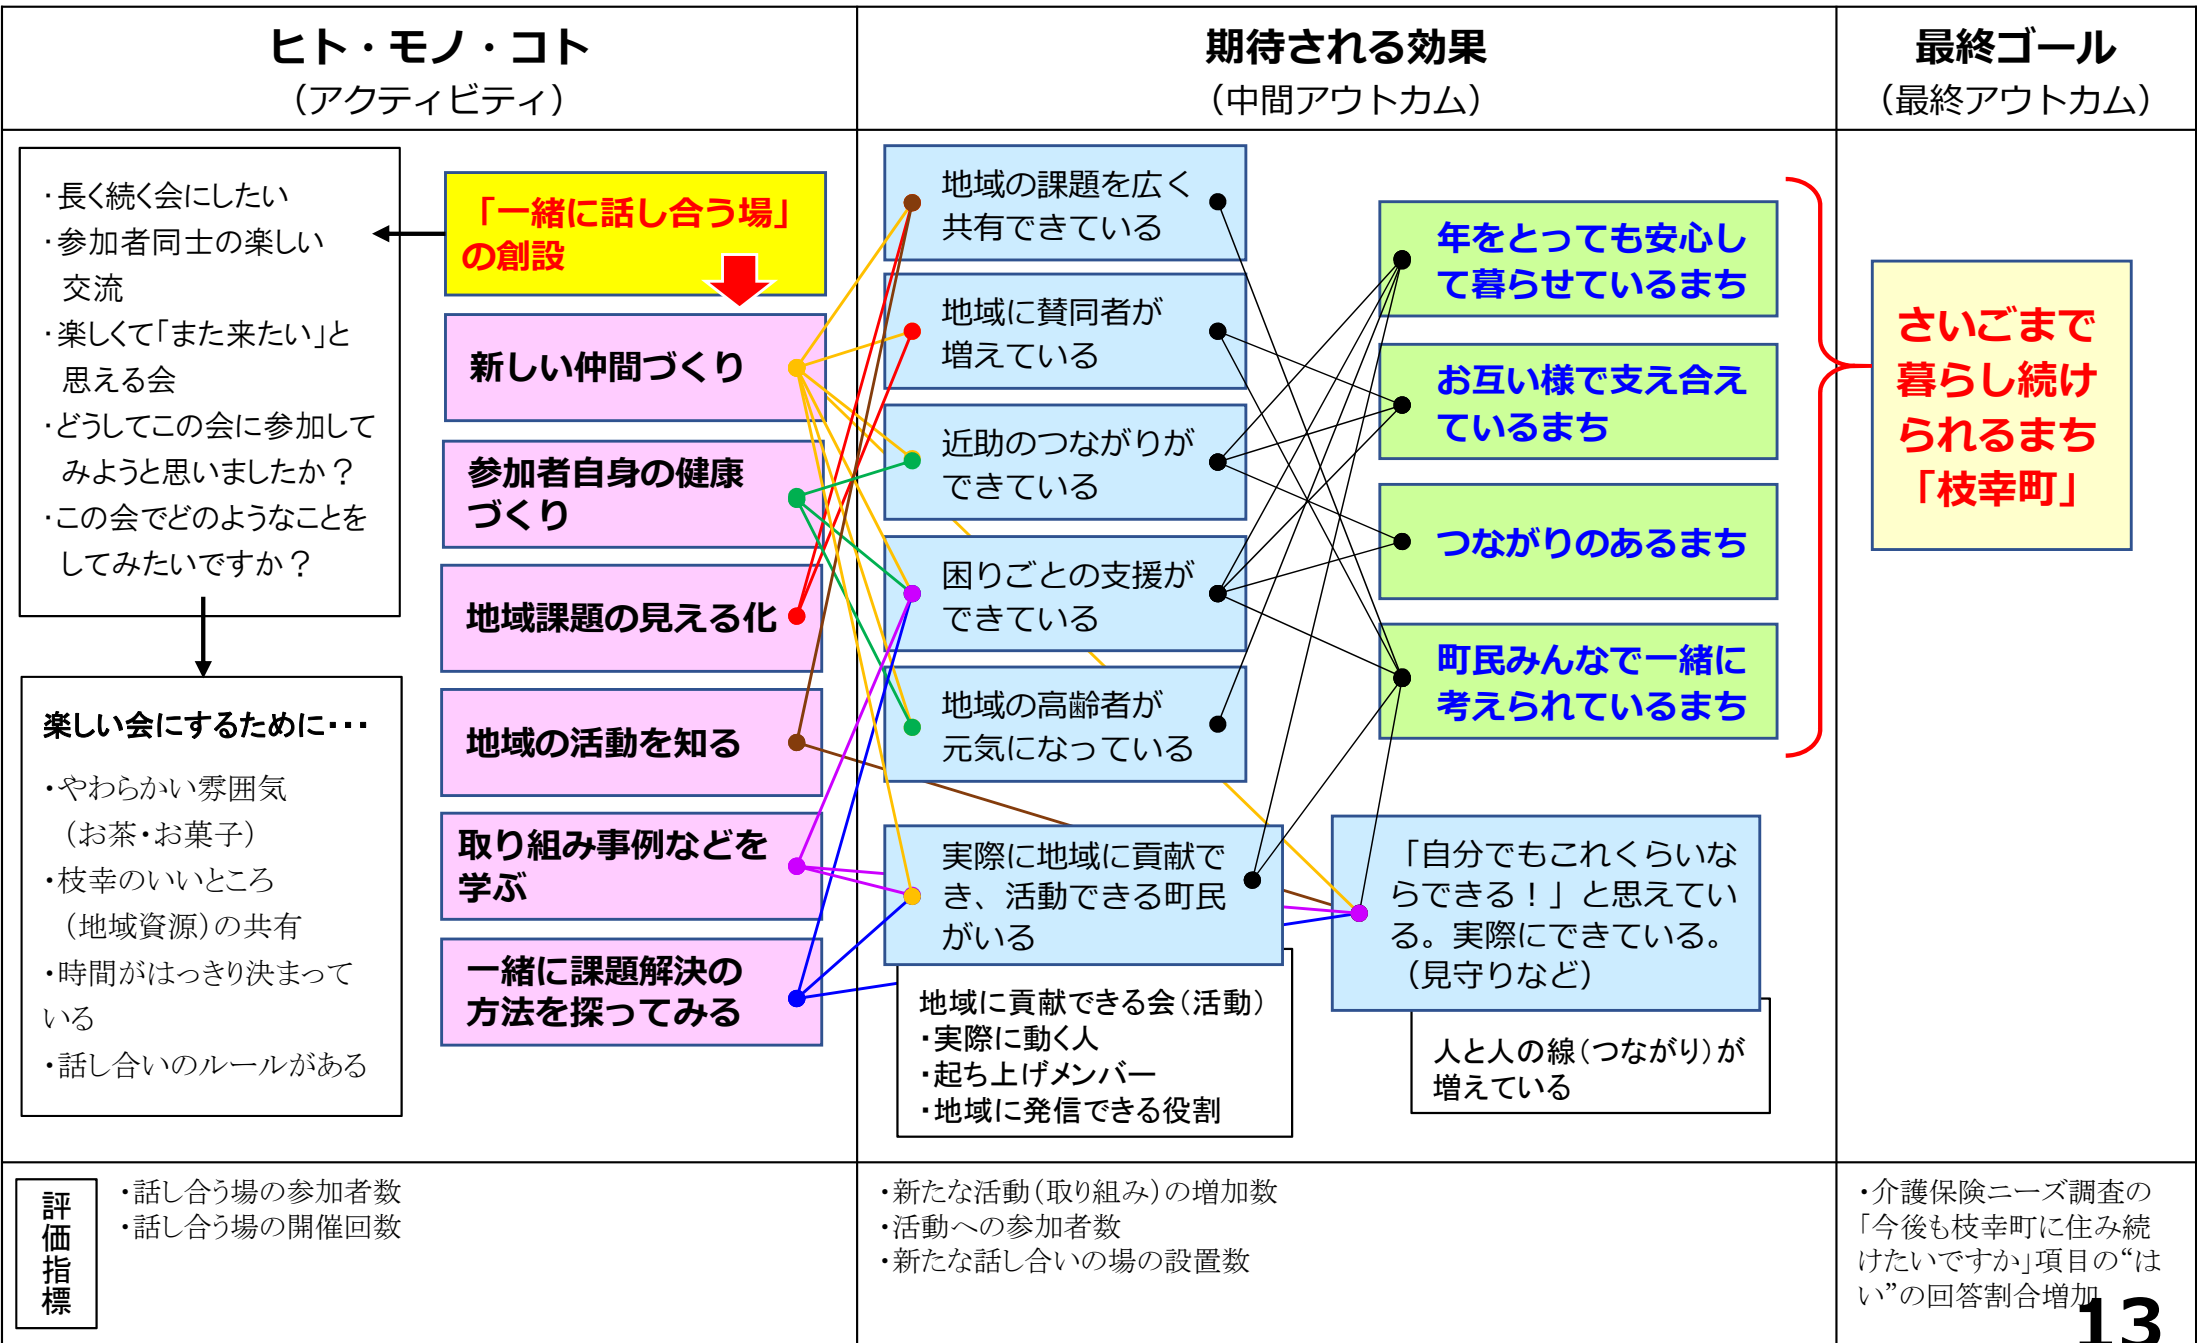 ヒト・モノ・コト
（アクティビティ）
期待される効果
（中間アウトカム）
最終ゴール
（最終アウトカム）
・長く続く会にしたい
・参加者同士の楽しい
交流
・楽しくて「また来たい」と
思える会
・どうしてこの会に参加して
みようと思いましたか？
・この会でどのようなことを
してみたいですか？
楽しい会にするために・・・
・やわらかい雰囲気
（お茶・お菓子）
・枝幸のいいところ
（地域資源）の共有
・時間がはっきり決まって
いる
・話し合いのルールがある
「一緒に話し合う場」
の創設
新しい仲間づくり
参加者自身の健康
づくり
地域課題の見える化
地域の活動を知る
取り組み事例などを
学ぶ
一緒に課題解決の
方法を探ってみる
地域の課題を広く
共有できている
地域に賛同者が
増えている
近助のつながりが
できている
困りごとの支援が
できている
地域の高齢者が
元気になっている
実際に地域に貢献で
き、活動できる町民
がいる
地域に貢献できる会（活動）
・実際に動く人
・起ち上げメンバー
・地域に発信できる役割
年をとっても安心し
て暮らせているまち
お互い様で支え合え
ているまち
つながりのあるまち
町民みんなで一緒に
考えられているまち
「自分でもこれくらいな
らできる！」と思えてい
る。実際にできている。
（見守りなど）
人と人の線（つながり）が
増えている
さいごまで
暮らし続け
られるまち
「枝幸町」
評価指標
・話し合う場の参加者数
・話し合う場の開催回数
・新たな活動（取り組み）の増加数
・活動への参加者数
・新たな話し合いの場の設置数
・介護保険ニーズ調査の
「今後も枝幸町に住み続
けたいですか」項目の“は
い”の回答割合増加
13